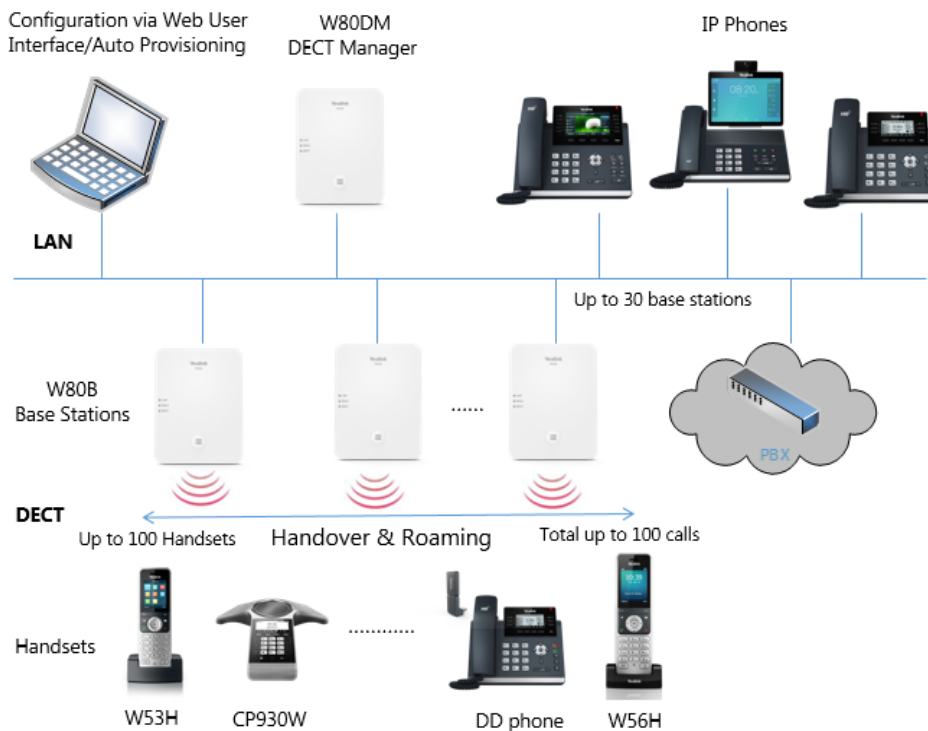 Configuration via Web User
Interface/Auto Provisioning
W80DM
DECT Manager
IP Phones
LAN
Up to 30 base stations
W80B
Base Stations
......
PBX
DECT
Up to 100 Handsets
Handover & Roaming
Total up to 100 calls
Handsets
............
W53H
CP930W
DD phone
W56H